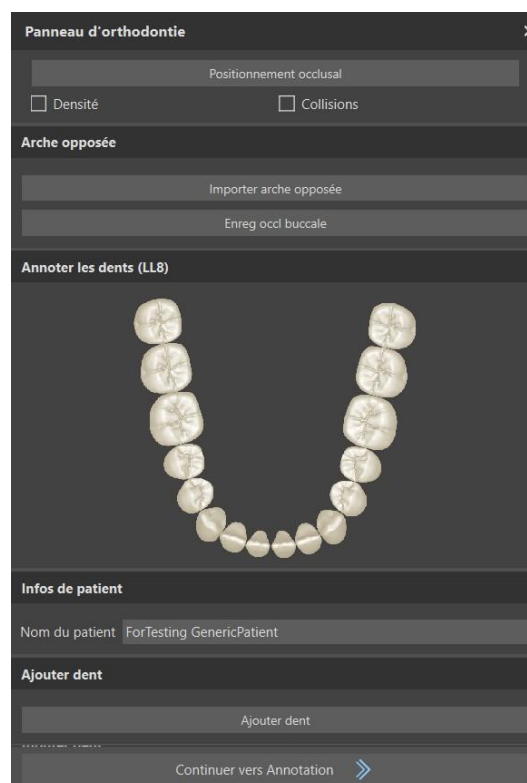 Panneau d'orthodontie
Positionnement occlusal
Densité
Collisions
Arche opposée
Importer arche opposée
Enreg occl buccale
Annoter les dents (LL8)
Infos de patient
Nom du patient ForTesting GenericPatient
Ajouter dent
Ajouter dent
Continuer vers Annotation